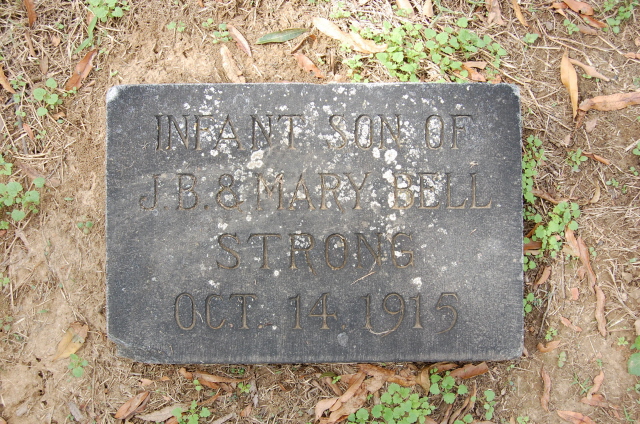 INFANT SON OF
J.B. & MARY BELL
STRONG
OCT. 14, 1915